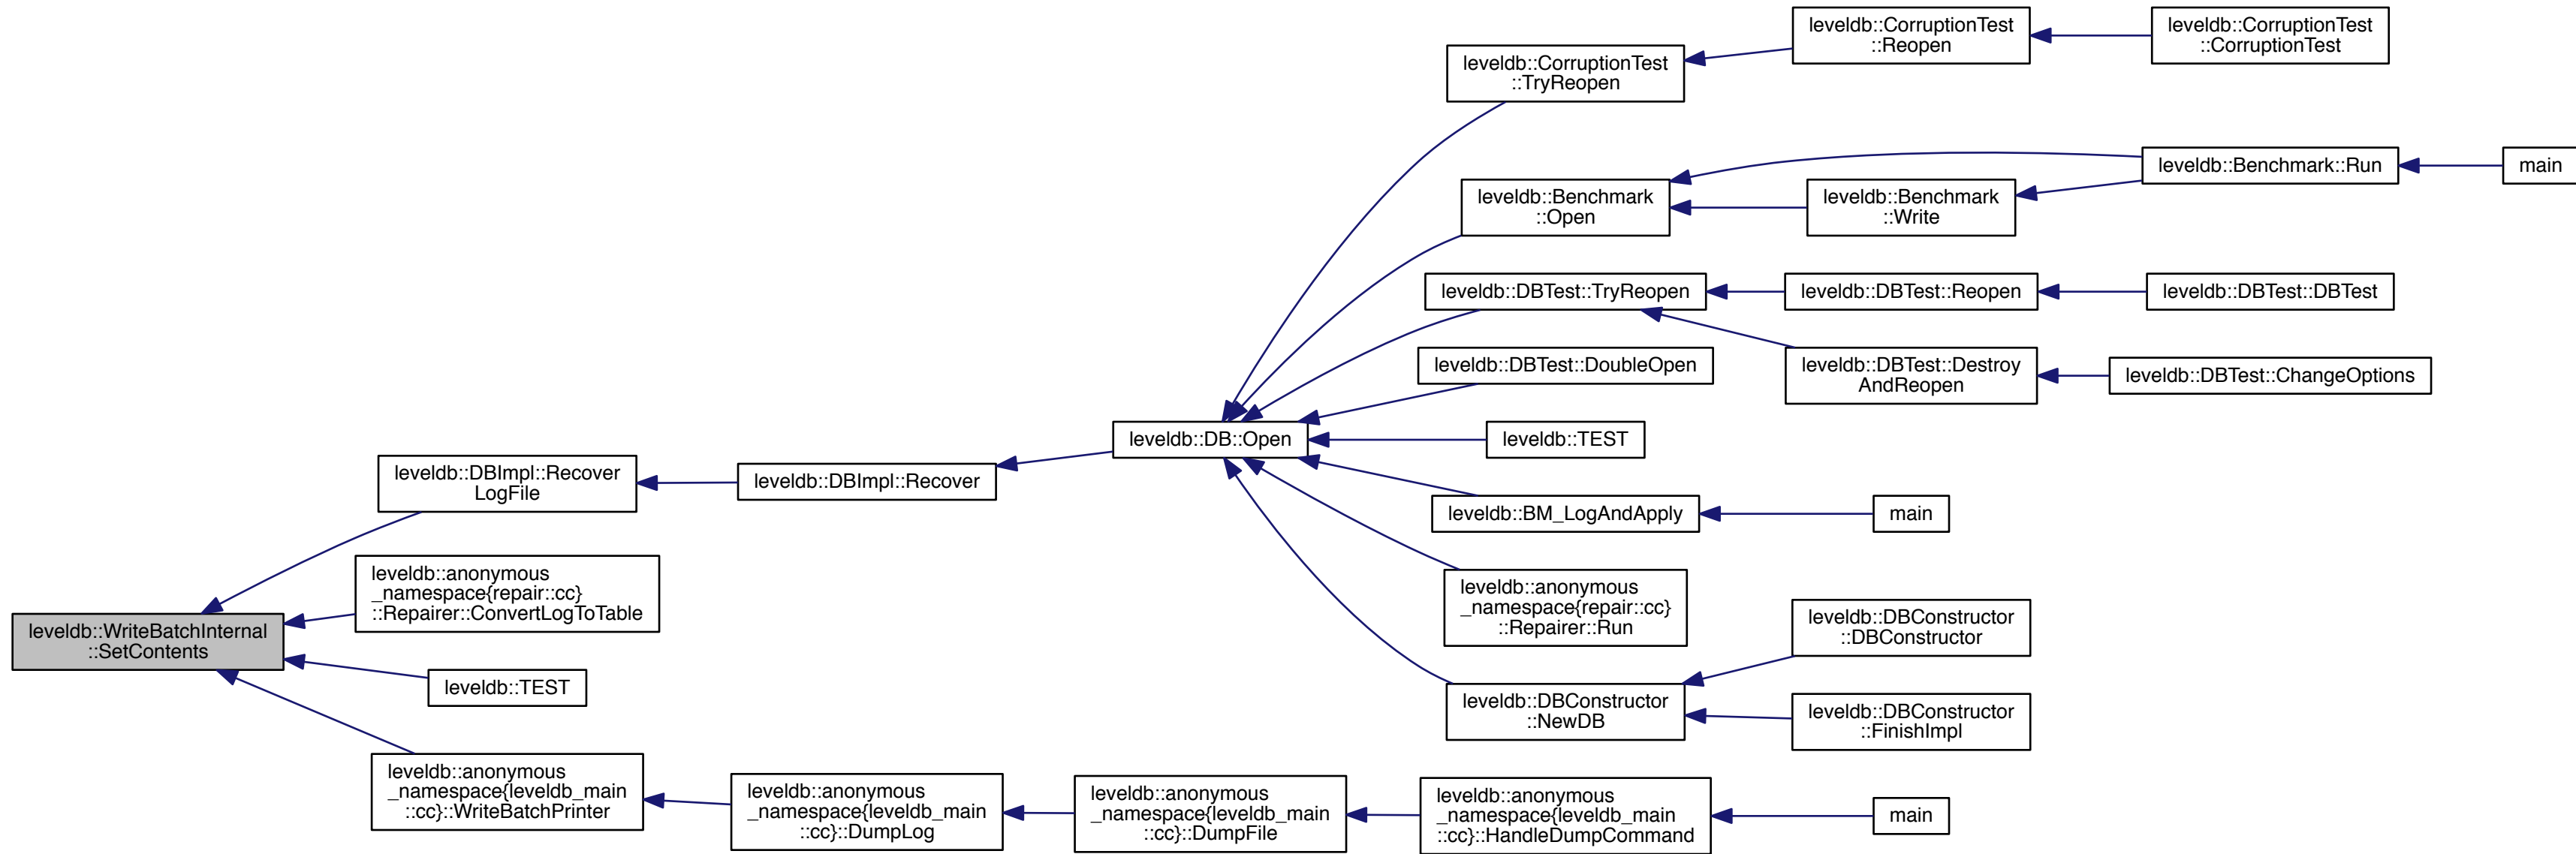 leveldb::WriteBatchInternal
::SetContents
leveldb::DBImpl::Recover
LogFile
leveldb::anonymous
_namespace{repair::cc}
::Repairer::ConvertLogToTable
leveldb::TEST
leveldb::anonymous
_namespace{leveldb_main
::cc}::WriteBatchPrinter
leveldb::DBImpl::Recover
leveldb::anonymous
_namespace{leveldb_main
::cc}::DumpLog
leveldb::DB::Open
leveldb::anonymous
_namespace{leveldb_main
::cc}::DumpFile
leveldb::CorruptionTest
::TryReopen
leveldb::Benchmark
::Open
leveldb::DBTest::TryReopen
leveldb::DBTest::DoubleOpen
leveldb::TEST
leveldb::BM_LogAndApply
leveldb::anonymous
_namespace{repair::cc}
::Repairer::Run
leveldb::DBConstructor
::NewDB
leveldb::anonymous
_namespace{leveldb_main
::cc}::HandleDumpCommand
leveldb::CorruptionTest
::Reopen
leveldb::Benchmark
::Write
leveldb::DBTest::Reopen
leveldb::DBTest::Destroy
AndReopen
main
leveldb::DBConstructor
::DBConstructor
leveldb::DBConstructor
::FinishImpl
main
leveldb::CorruptionTest
::CorruptionTest
leveldb::Benchmark::Run
leveldb::DBTest::DBTest
leveldb::DBTest::ChangeOptions
main